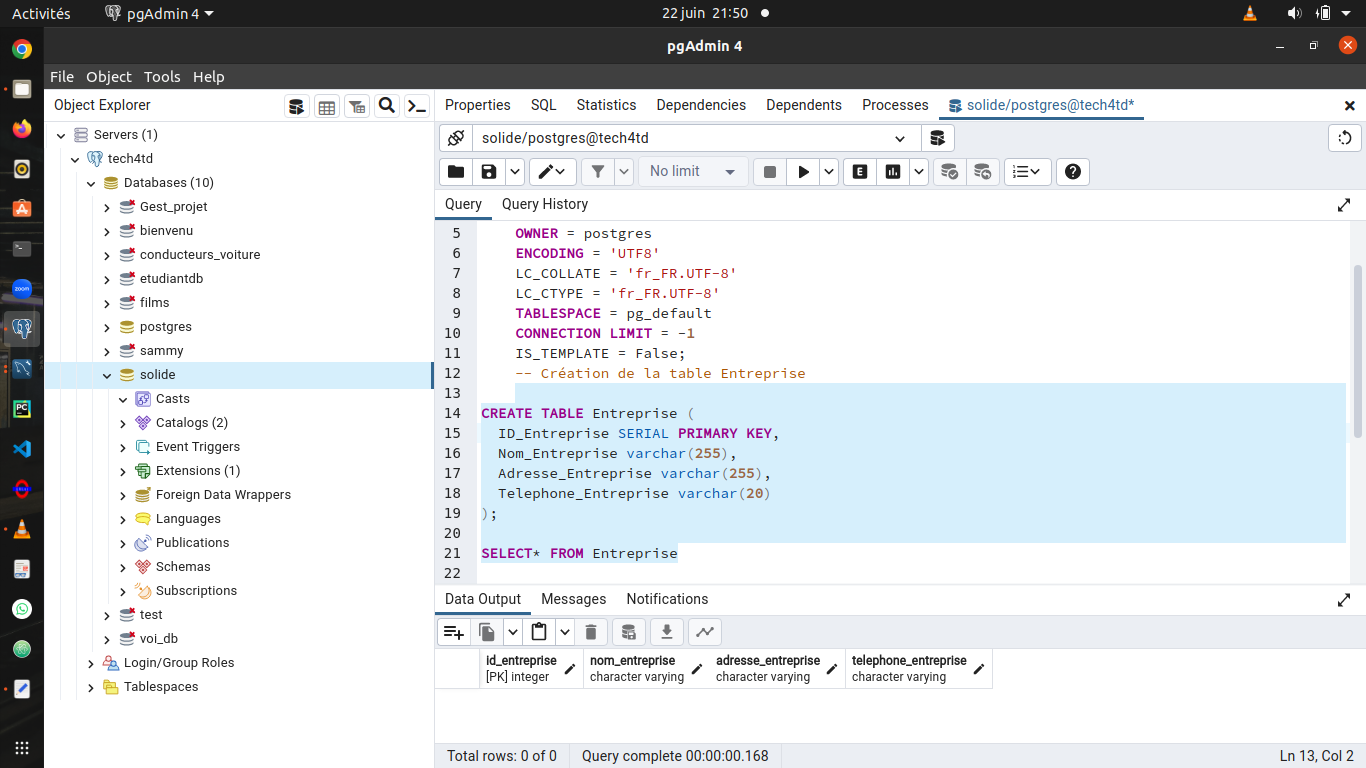 Activités
pgAdmin 4
22 juin 21:50
pgAdmin 4
File Object Tools Help
Object Explorer
Servers (1)
tech4td
Databases (10)
Gest_projet
bienvenu
conducteurs_voiture
etudiantdb
films
postgres
sammy
solide
Casts
Catalogs (2)
Event Triggers
Extensions (1)
Foreign Data Wrappers
Languages
Publications
Schemas
Subscriptions
test
voi_db
Login/Group Roles
Tablespaces
Properties SQL Statistics Dependencies Dependents Processes solide/postgres@tech4td*
solide/postgres@tech4td
No limit
E
Query Query History
5 OWNER = postgres
6 ENCODING = 'UTF8'
7 LC_COLLATE = 'fr_FR.UTF-8'
8 LC_CTYPE = 'fr_FR.UTF-8'
9 TABLESPACE = pg_default
10 CONNECTION LIMIT = -1
11 IS_TEMPLATE = False;
12 -- Création de la table Entreprise
13
14 CREATE TABLE Entreprise (
15 ID_Entreprise SERIAL PRIMARY KEY,
16 Nom_Entreprise varchar(255),
17 Adresse_Entreprise varchar(255),
18 Telephone_Entreprise varchar(20)
19 );
20
21 SELECT* FROM Entreprise
22
Data Output Messages Notifications
id_entreprise nom_entreprise adresse_entreprise telephone_entreprise
[PK] integer character varying character varying character varying
Total rows: 0 of 0 Query complete 00:00:00.168 Ln 13, Col 2
zoom
PC